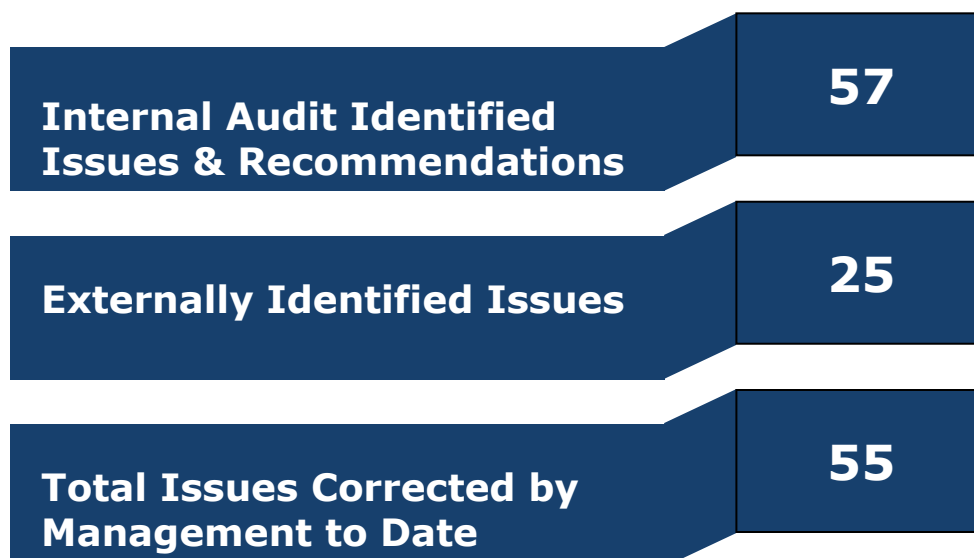 57
Internal Audit Identified
Issues & Recommendations
25
Externally Identified Issues
55
Total Issues Corrected by
Management to Date